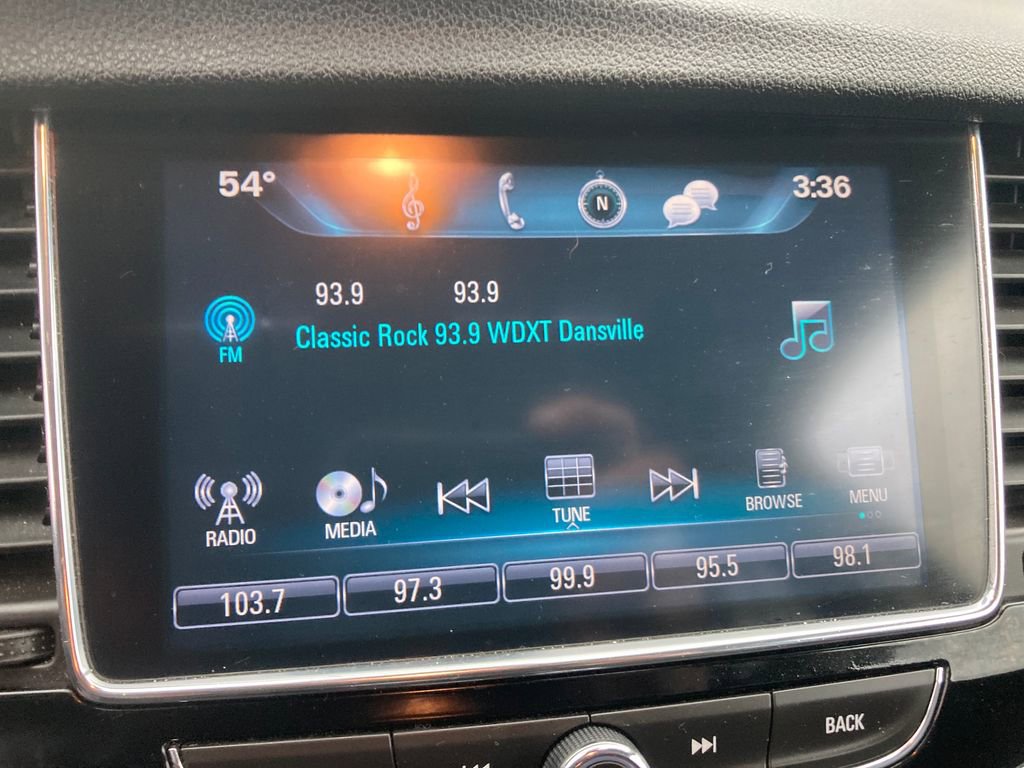 54° N 3:36
93.9 93.9
Classic Rock 93.9 WDXT Dansville
FM
RADIO MEDIA TUNE BROWSE MENU
103.7 97.3 99.9 95.5 98.1
BACK